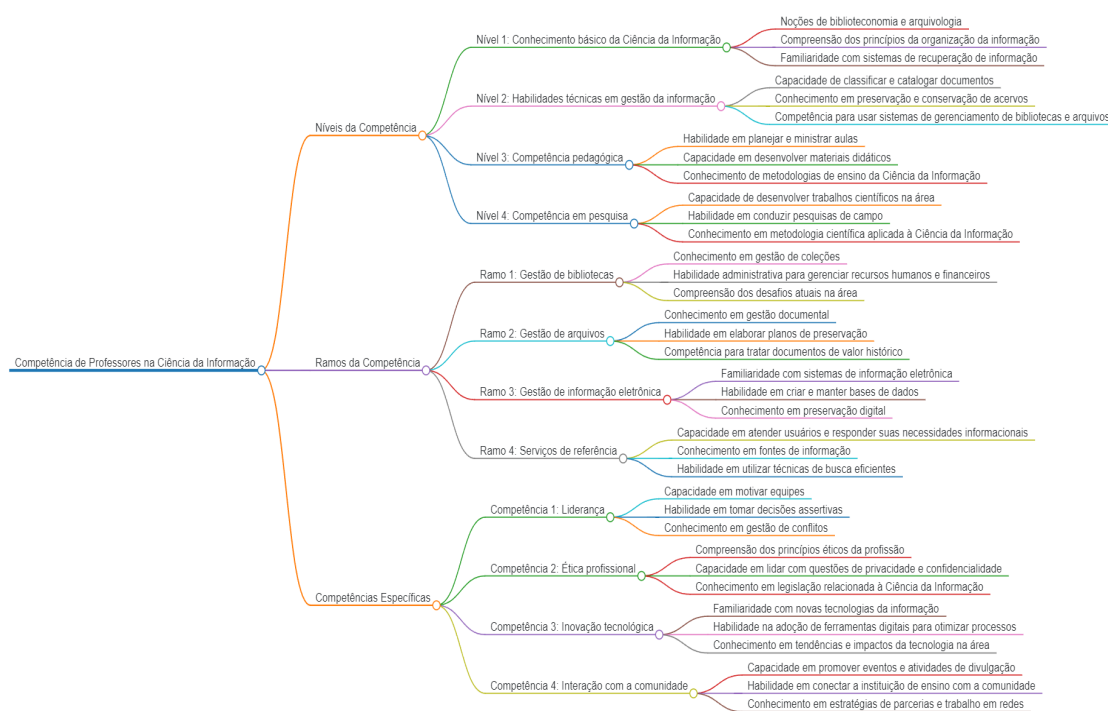 Competência de Professores na Ciência da Informação
Níveis da Competência
Nível 1: Conhecimento básico da Ciência da Informação
Noções de biblioteconomia e arquivologia
Compreensão dos princípios da organização da informação
Familiaridade com sistemas de recuperação de informação
Nível 2: Habilidades técnicas em gestão da informação
Capacidade de classificar e catalogar documentos
Conhecimento em preservação e conservação de acervos
Competência para usar sistemas de gerenciamento de bibliotecas e arquivos
Nível 3: Competência pedagógica
Habilidade em planejar e ministrar aulas
Capacidade em desenvolver materiais didáticos
Conhecimento de metodologias de ensino da Ciência da Informação
Nível 4: Competência em pesquisa
Capacidade de desenvolver trabalhos científicos na área
Habilidade em conduzir pesquisas de campo
Conhecimento em metodologia científica aplicada à Ciência da Informação
Ramos da Competência
Ramo 1: Gestão de bibliotecas
Conhecimento em gestão de coleções
Habilidade administrativa para gerenciar recursos humanos e financeiros
Compreensão dos desafios atuais na área
Ramo 2: Gestão de arquivos
Conhecimento em gestão documental
Habilidade em elaborar planos de preservação
Competência para tratar documentos de valor histórico
Ramo 3: Gestão de informação eletrônica
Familiaridade com sistemas de informação eletrônica
Habilidade em criar e manter bases de dados
Conhecimento em preservação digital
Ramo 4: Serviços de referência
Capacidade em atender usuários e responder suas necessidades informacionais
Conhecimento em fontes de informação
Habilidade em utilizar técnicas de busca eficientes
Competências Específicas
Competência 1: Liderança
Capacidade em motivar equipes
Habilidade em tomar decisões assertivas
Conhecimento em gestão de conflitos
Competência 2: Ética profissional
Compreensão dos princípios éticos da profissão
Capacidade em lidar com questões de privacidade e confidencialidade
Conhecimento em legislação relacionada à Ciência da Informação
Competência 3: Inovação tecnológica
Familiaridade com novas tecnologias da informação
Habilidade na adoção de ferramentas digitais para otimizar processos
Conhecimento em tendências e impactos da tecnologia na área
Competência 4: Interação com a comunidade
Capacidade em promover eventos e atividades de divulgação
Habilidade em conectar a instituição de ensino com a comunidade
Conhecimento em estratégias de parcerias e trabalho em redes